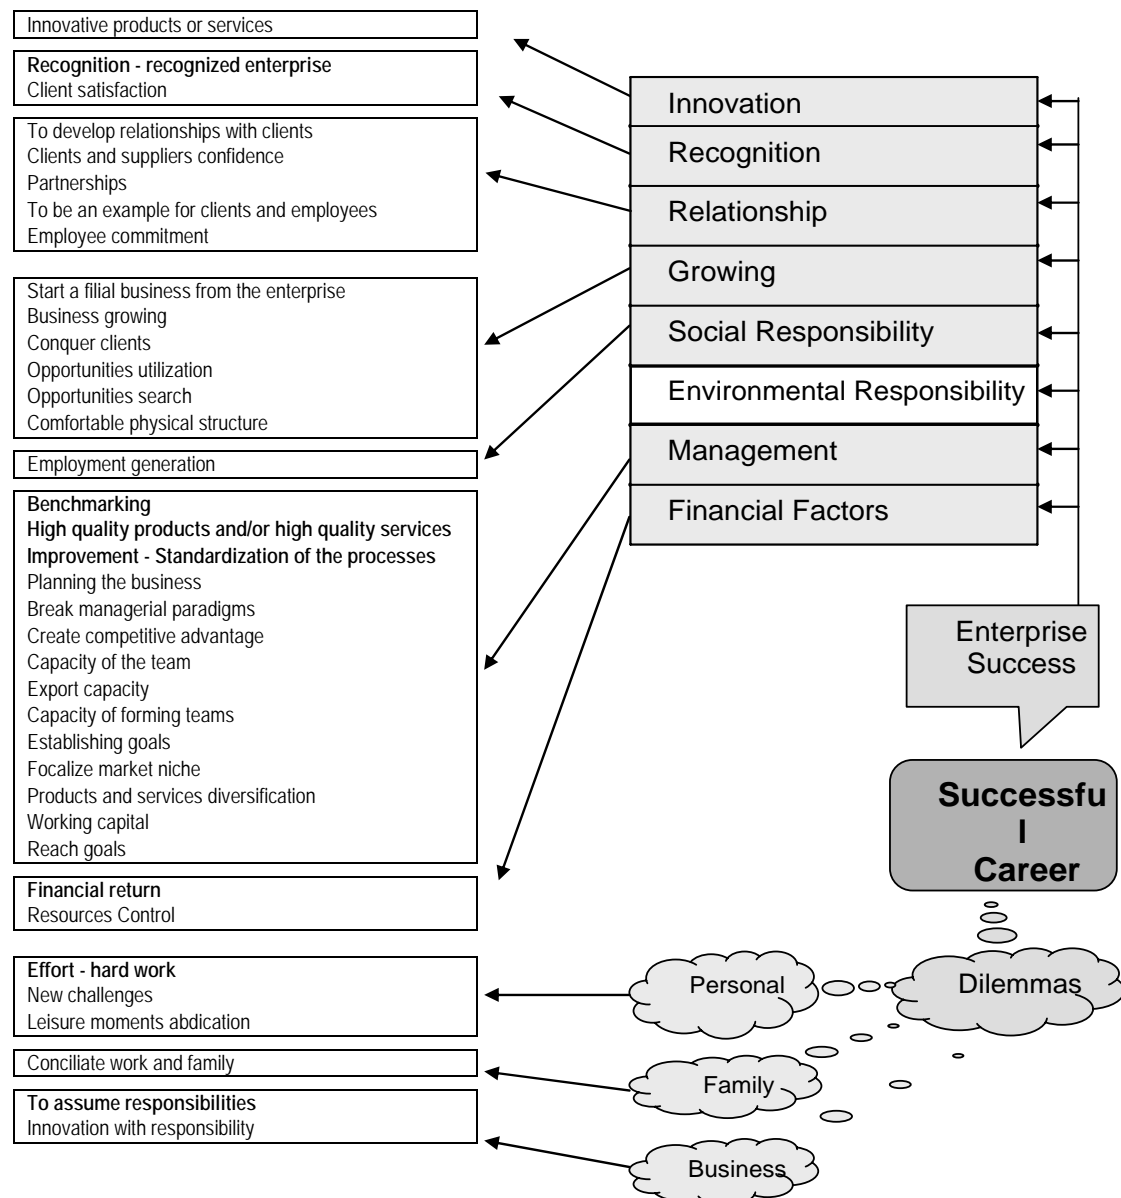 Innovative products or services
Recognition - recognized enterprise
Client satisfaction
To develop relationships with clients
Clients and suppliers confidence
Partnerships
To be an example for clients and employees
Employee commitment
Start a filial business from the enterprise
Business growing
Conquer clients
Opportunities utilization
Opportunities search
Comfortable physical structure
Employment generation
Benchmarking
High quality products and/or high quality services
Improvement - Standardization of the processes
Planning the business
Break managerial paradigms
Create competitive advantage
Capacity of the team
Export capacity
Capacity of forming teams
Establishing goals
Focalize market niche
Products and services diversification
Working capital
Reach goals
Financial return
Resources Control
Effort - hard work
New challenges
Leisure moments abdication
Conciliate work and family
To assume responsibilities
Innovation with responsibility
Innovation
Recognition
Relationship
Growing
Social Responsibility
Environmental Responsibility
Management
Financial Factors
Enterprise
Success
Successfu
l
Career
Dilemmas
Personal
Family
Business